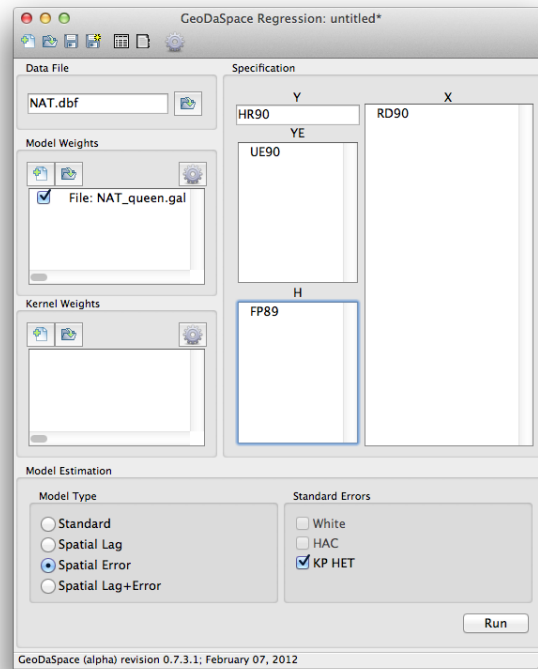 GeoDaSpace Regression: untitled*
Data File
NAT.dbf
Model Weights
File: NAT_queen.gal
Kernel Weights
Specification
Y
HR90
YE
UE90
H
FP89
X
RD90
Model Estimation
Model Type
Standard
Spatial Lag
Spatial Error
Spatial Lag+Error
Standard Errors
White
HAC
KP HET
Run
GeoDaSpace (alpha) revision 0.7.3.1; February 07, 2012